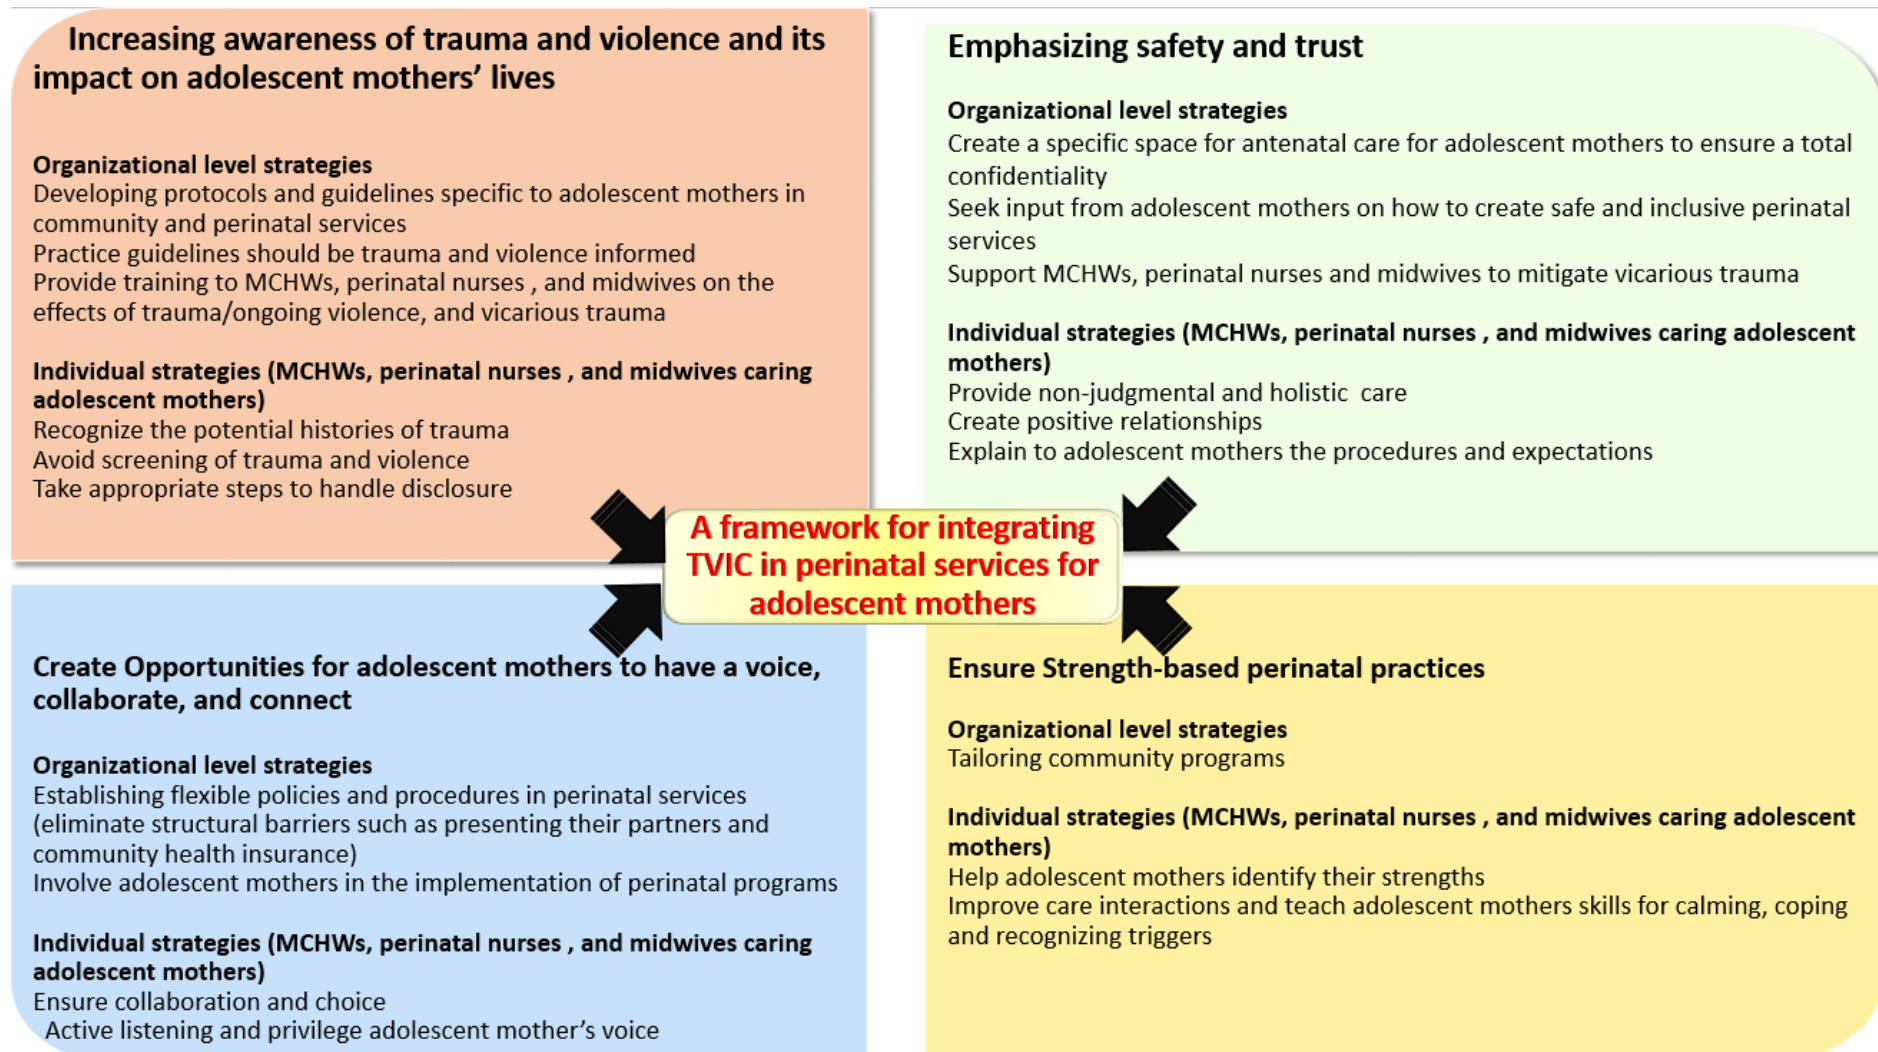 Increasing awareness of trauma and violence and its
impact on adolescent mothers’ lives
Organizational level strategies
Developing protocols and guidelines specific to adolescent mothers in
community and perinatal services
Practice guidelines should be trauma and violence informed
Provide training to MCHWs, perinatal nurses , and midwives on the
effects of trauma/ongoing violence, and vicarious trauma
Individual strategies (MCHWs, perinatal nurses , and midwives caring
adolescent mothers)
Recognize the potential histories of trauma
Avoid screening of trauma and violence
Take appropriate steps to handle disclosure
Emphasizing safety and trust
Organizational level strategies
Create a specific space for antenatal care for adolescent mothers to ensure a total
confidentiality
Seek input from adolescent mothers on how to create safe and inclusive perinatal
services
Support MCHWs, perinatal nurses and midwives to mitigate vicarious trauma
Individual strategies (MCHWs, perinatal nurses , and midwives caring adolescent
mothers)
Provide non-judgmental and holistic care
Create positive relationships
Explain to adolescent mothers the procedures and expectations
A framework for integrating
TVIC in perinatal services for
adolescent mothers
Create Opportunities for adolescent mothers to have a voice,
collaborate, and connect
Organizational level strategies
Establishing flexible policies and procedures in perinatal services
(eliminate structural barriers such as presenting their partners and
community health insurance)
Involve adolescent mothers in the implementation of perinatal programs
Individual strategies (MCHWs, perinatal nurses , and midwives caring
adolescent mothers)
Ensure collaboration and choice
Active listening and privilege adolescent mother’s voice
Ensure Strength-based perinatal practices
Organizational level strategies
Tailoring community programs
Individual strategies (MCHWs, perinatal nurses , and midwives caring adolescent
mothers)
Help adolescent mothers identify their strengths
Improve care interactions and teach adolescent mothers skills for calming, coping
and recognizing triggers